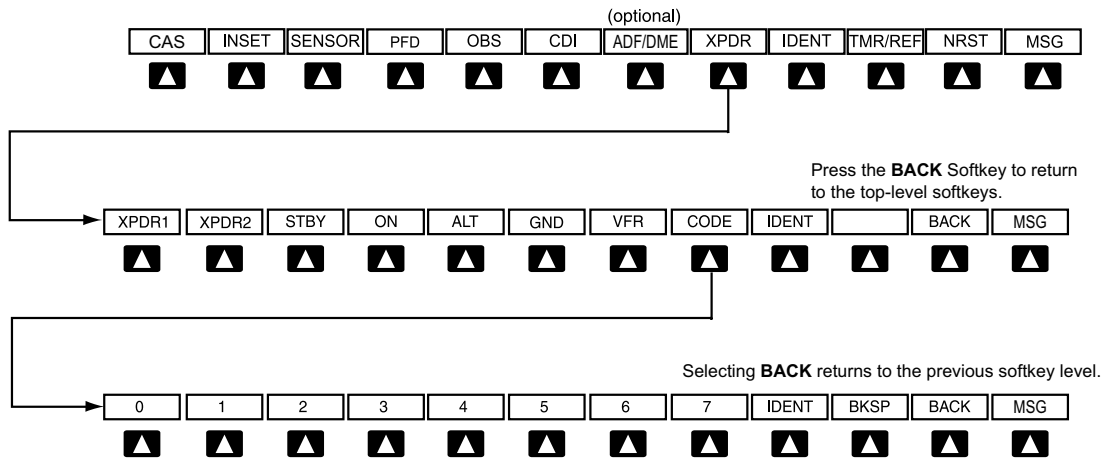 (optional)
CAS INSET SENSOR PFD OBS CDI ADF/DME XPDR IDENT TMR/REF NRST MSG
Press the BACK Softkey to return
to the top-level softkeys.
XPDR1 XPDR2 STBY ON ALT GND VFR CODE IDENT BACK MSG
Selecting BACK returns to the previous softkey level.
0 1 2 3 4 5 6 7 IDENT BKSP BACK MSG